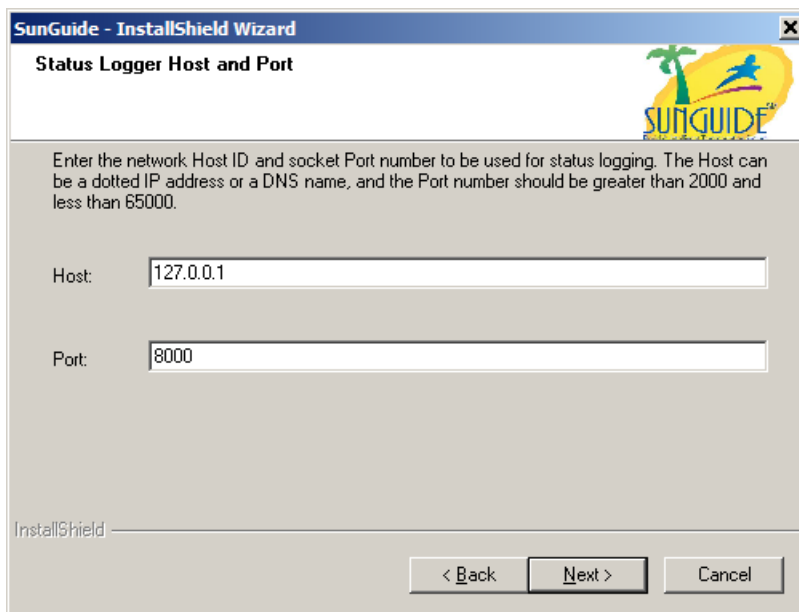 SunGuide - InstallShield Wizard
Status Logger Host and Port
SUNGUIDE
Enter the network Host ID and socket Port number to be used for status logging. The Host can
be a dotted IP address or a DNS name, and the Port number should be greater than 2000 and
less than 65000.
Host:
127.0.0.1
Port:
8000
InstallShield
< Back
Next >
Cancel